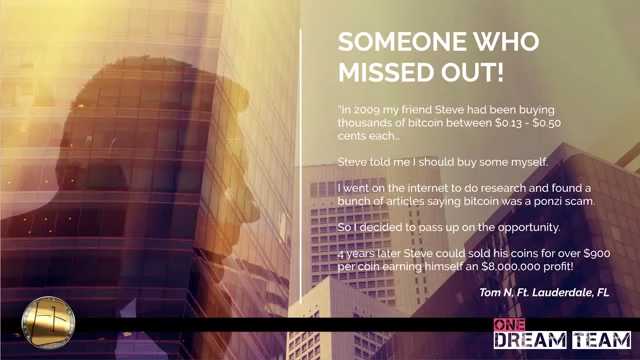 SOMEONE WHO
MISSED OUT!
"In 2009 my friend Steve had been buying
thousands of bitcoin between $0.13 - $0.50
cents each...
Steve told me I should buy some myself.
I went on the internet to do research and found a
bunch of articles saying bitcoin was a ponzi scam.
So I decided to pass up on the opportunity.
4 years later Steve could sold his coins for over $900
per coin earning himself an $8,000,000 profit!
Tom N, Ft. Lauderdale, FL
ONE
DREAM TEAM